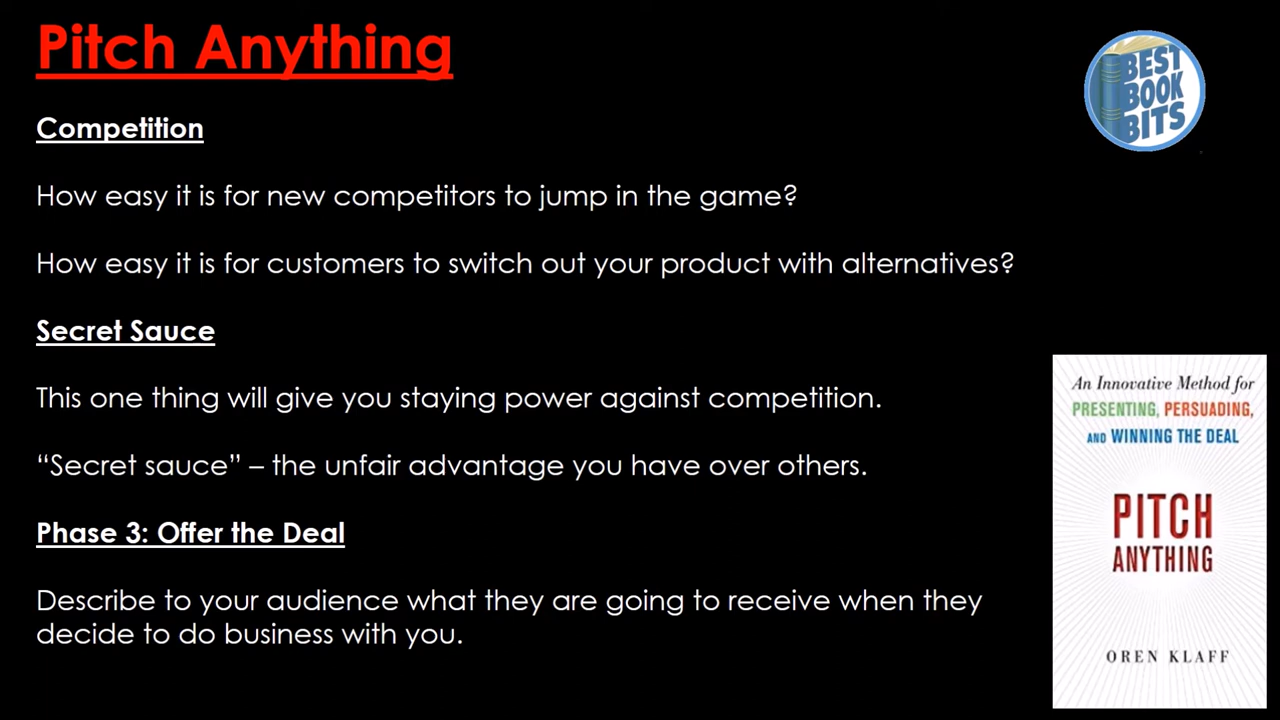 Pitch Anything
BEST
BOOK
BITS
Competition
How easy it is for new competitors to jump in the game?
How easy it is for customers to switch out your product with alternatives?
Secret Sauce
This one thing will give you staying power against competition.
“Secret sauce” – the unfair advantage you have over others.
Phase 3: Offer the Deal
Describe to your audience what they are going to receive when they
decide to do business with you.
An Innovative Method for
PRESENTING, PERSUADING,
AND WINNING THE DEAL
PITCH
ANYTHING
OREN KLAFF